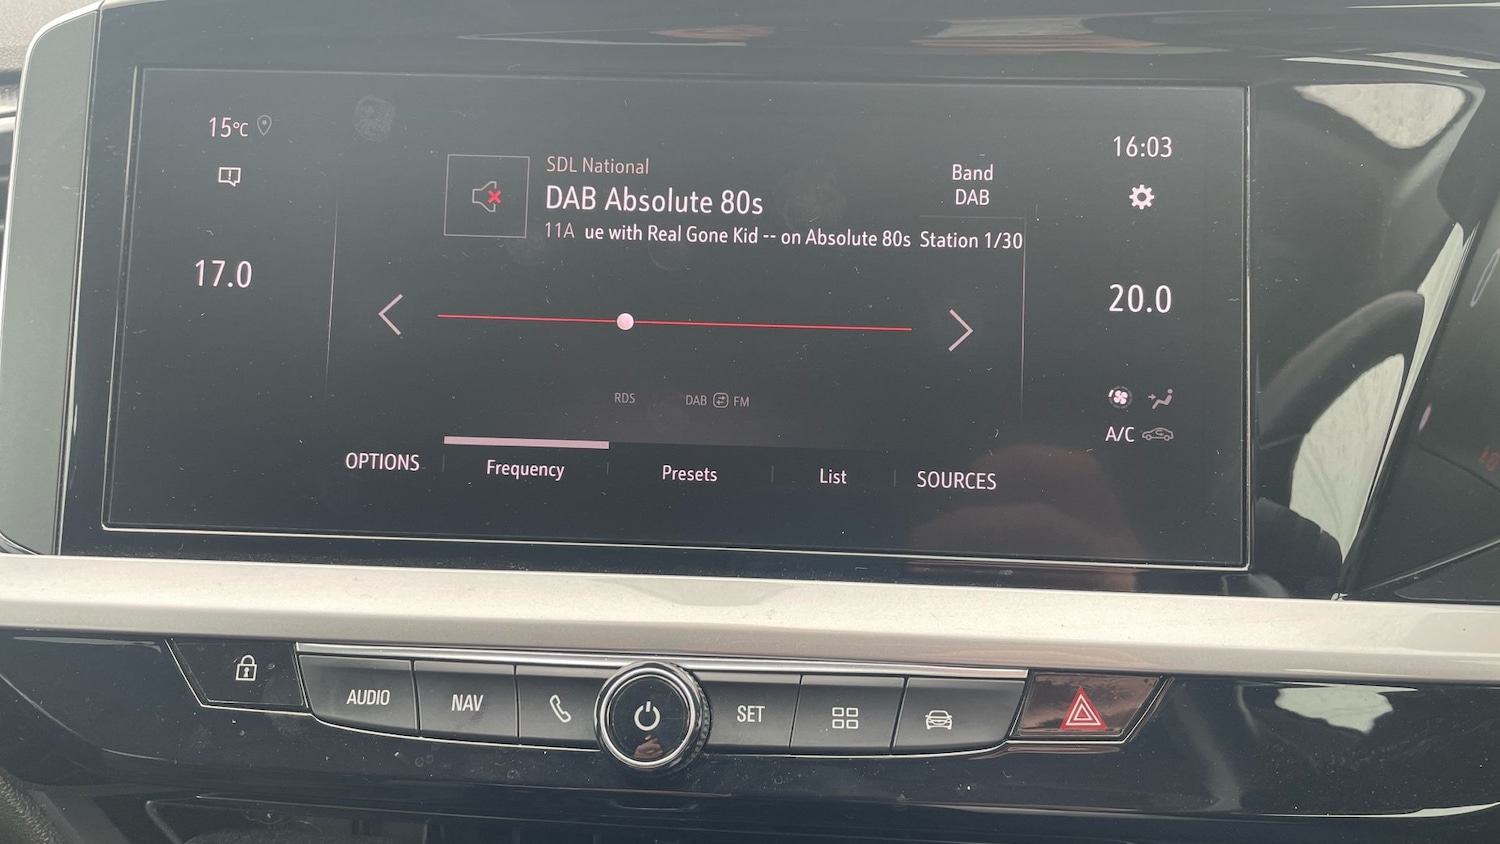 15°C
16:03
SDL National
Band
DAB Absolute 80s
DAB
11A ue with Real Gone Kid -- on Absolute 80s Station 1/30
17.0
20.0
RDS
DAB FM
A/C
OPTIONS
Frequency
Presets
List
SOURCES
AUDIO
NAV
SET